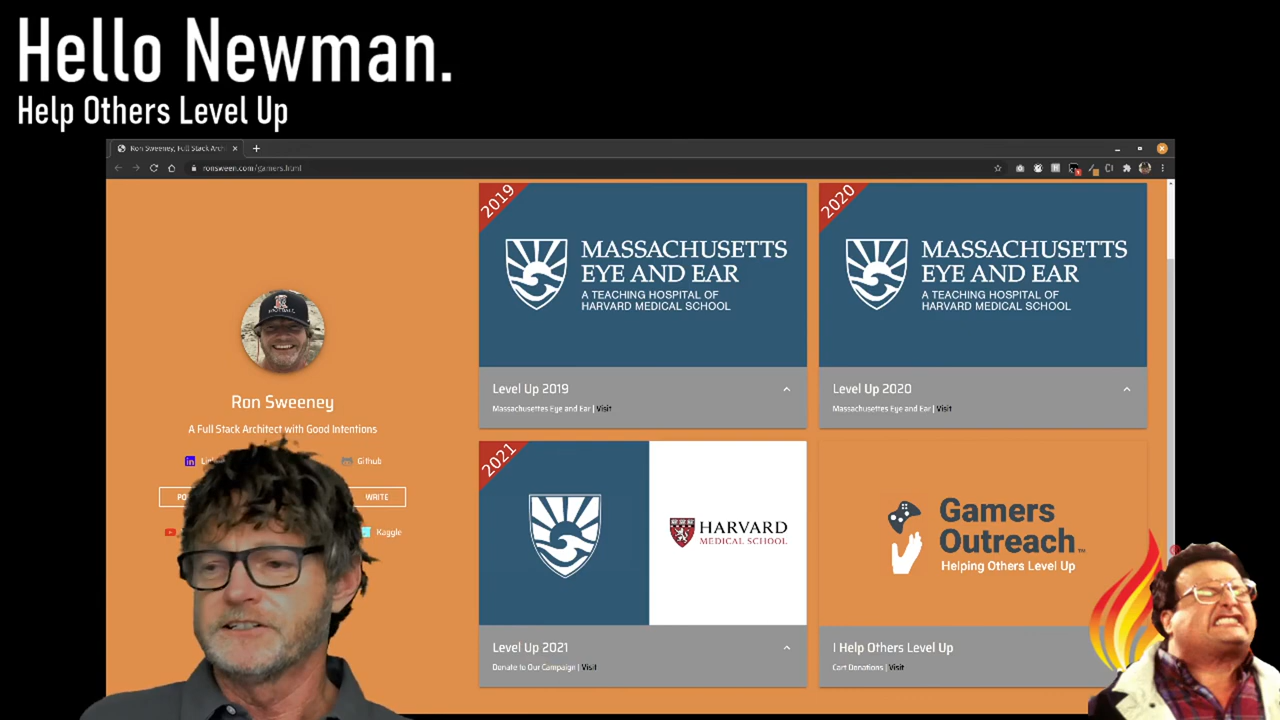 Hello Newman.
Help Others Level Up
Ron Sweeney, Full Stack Archi
ronsween.com/gamers.html
2019
MASSACHUSETTS
EYE AND EAR
A TEACHING HOSPITAL OF
HARVARD MEDICAL SCHOOL
Level Up 2019
Massachusettes Eye and Ear | Visit
2020
MASSACHUSETTS
EYE AND EAR
A TEACHING HOSPITAL OF
HARVARD MEDICAL SCHOOL
Level Up 2020
Massachusettes Eye and Ear | Visit
Ron Sweeney
A Full Stack Architect with Good Intentions
Github
WRITE
Kaggle
2021
HARVARD
MEDICAL SCHOOL
Level Up 2021
Donate to Our Campaign | Visit
Gamers
Outreach™
Helping Others Level Up
I Help Others Level Up
Cart Donations | Visit